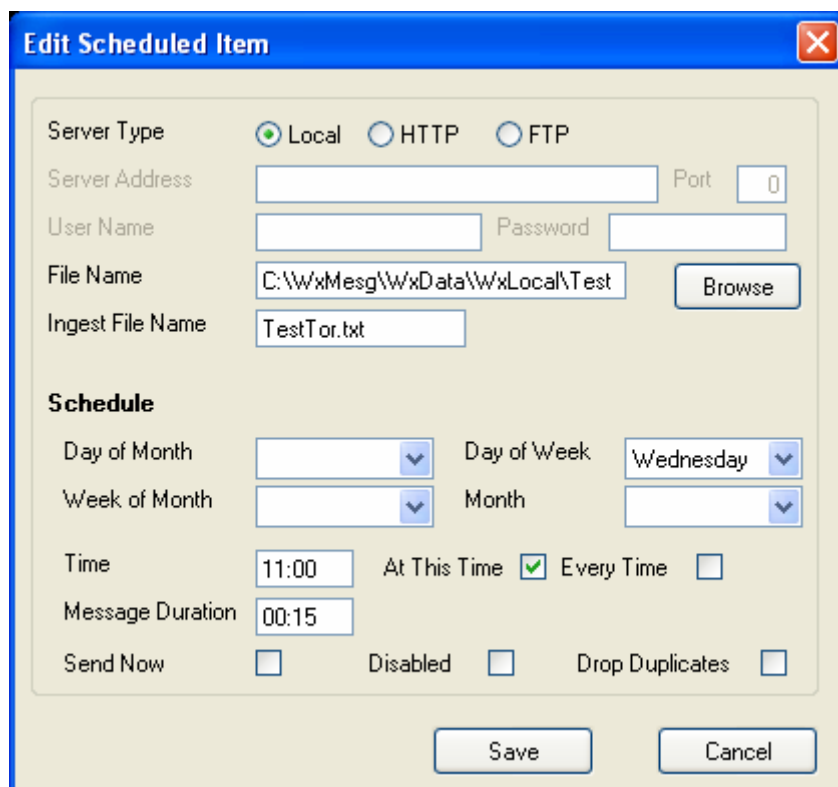 Edit Scheduled Item
Server Type Local HTTP FTP
Server Address Port 0
User Name Password
File Name C:\WxMesg\WxData\WxLocal\Test Browse
Ingest File Name TestTor.txt
Schedule
Day of Month Day of Week Wednesday
Week of Month Month
Time 11:00 At This Time Every Time
Message Duration 00:15
Send Now Disabled Drop Duplicates
Save Cancel